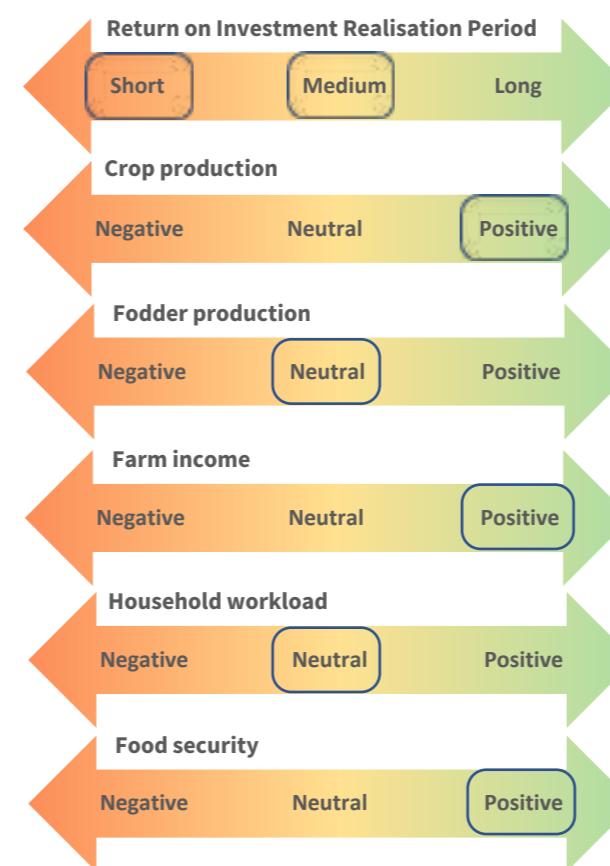 Return on Investment Realisation Period
Short Medium Long
Crop production
Negative Neutral Positive
Fodder production
Negative Neutral Positive
Farm income
Negative Neutral Positive
Household workload
Negative Neutral Positive
Food security
Negative Neutral Positive